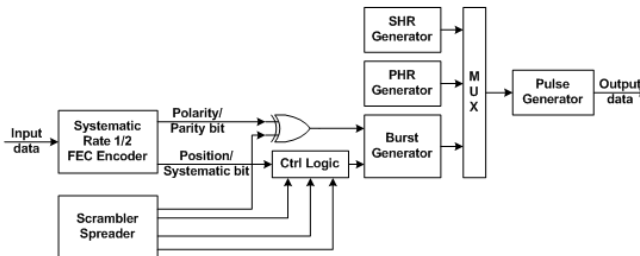 SHR
Generator
PHR
Generator
M
U
X
Pulse
Generator
Output
data
Input
data
Systematic
Rate 1/2
FEC Encoder
Polarity/
Parity bit
Position/
Systematic bit
Ctrl Logic
Burst
Generator
Scrambler
Spreader